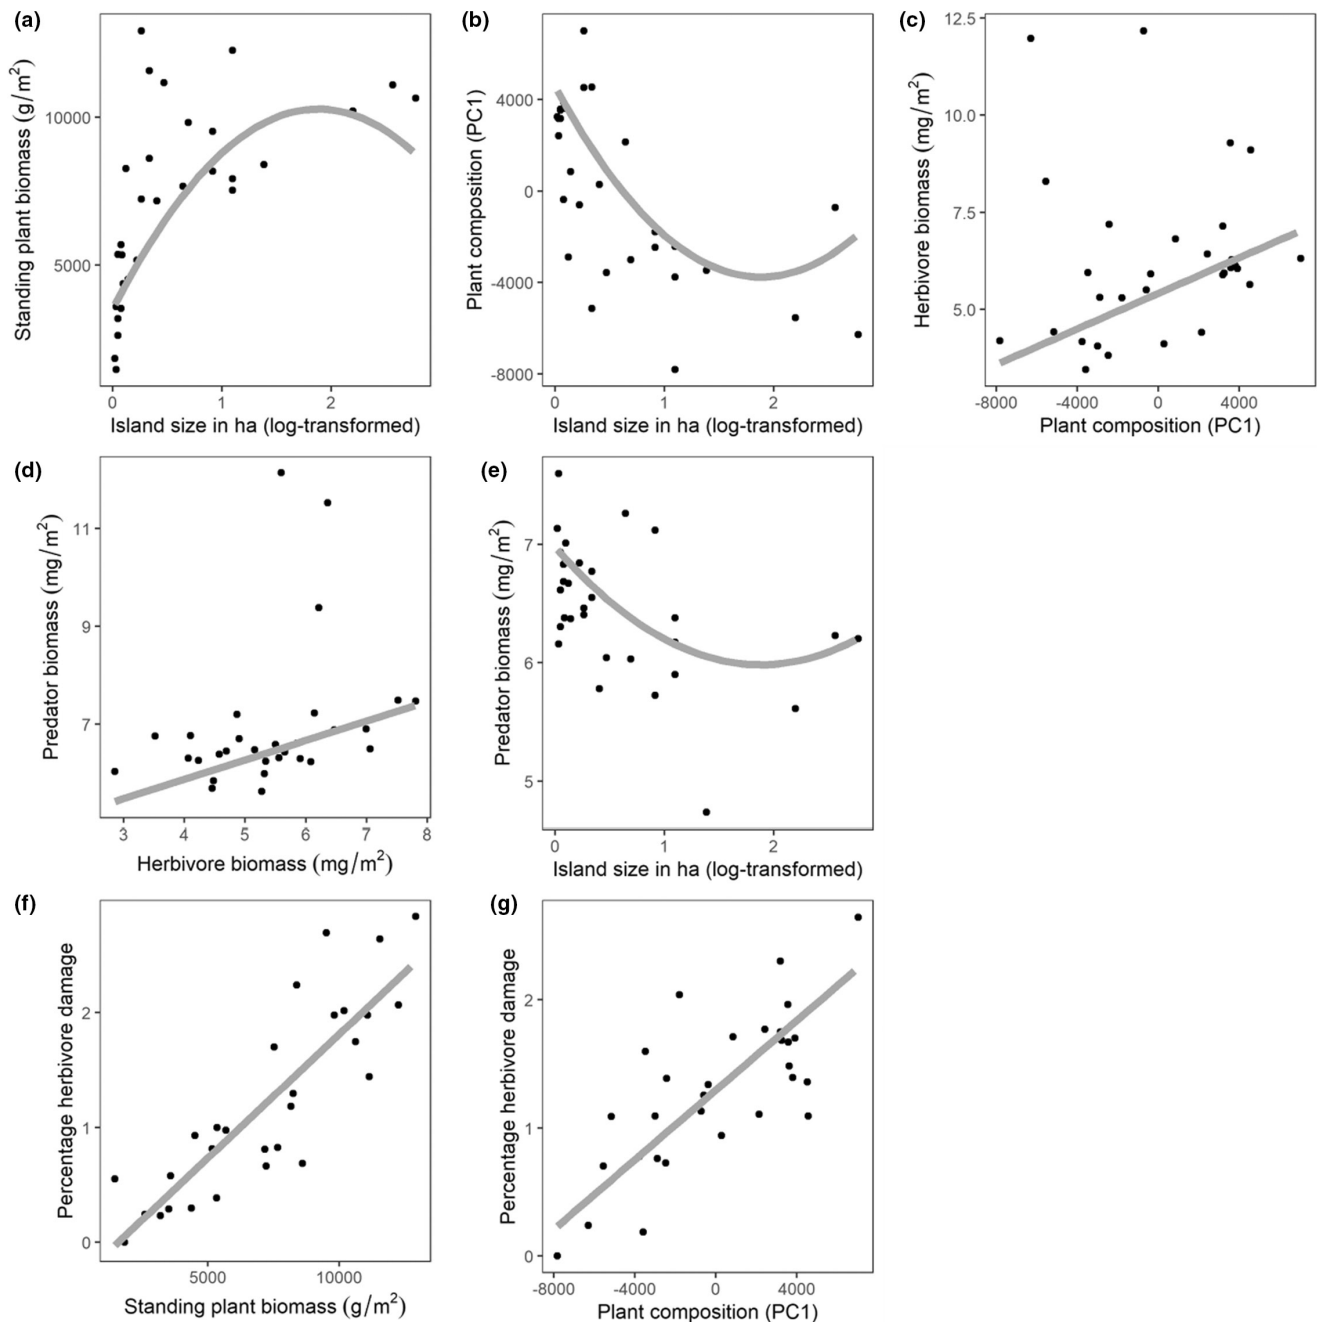 (a)
Standing plant biomass (g/m²)
10000
5000
0 1 2
Island size in ha (log-transformed)
(b)
Plant composition (PC1)
4000
0
-4000
-8000
0 1 2
Island size in ha (log-transformed)
(c)
Herbivore biomass (mg/m²)
12.5
10.0
7.5
5.0
-8000 -4000 0 4000
Plant composition (PC1)
(d)
Predator biomass (mg/m²)
11
9
7
3 4 5 6 7 8
Herbivore biomass (mg/m²)
(e)
Predator biomass (mg/m²)
7
6
5
0 1 2
Island size in ha (log-transformed)
(f)
Percentage herbivore damage
2
1
0
5000 10000
Standing plant biomass (g/m²)
(g)
Percentage herbivore damage
2
1
0
-8000 -4000 0 4000
Plant composition (PC1)